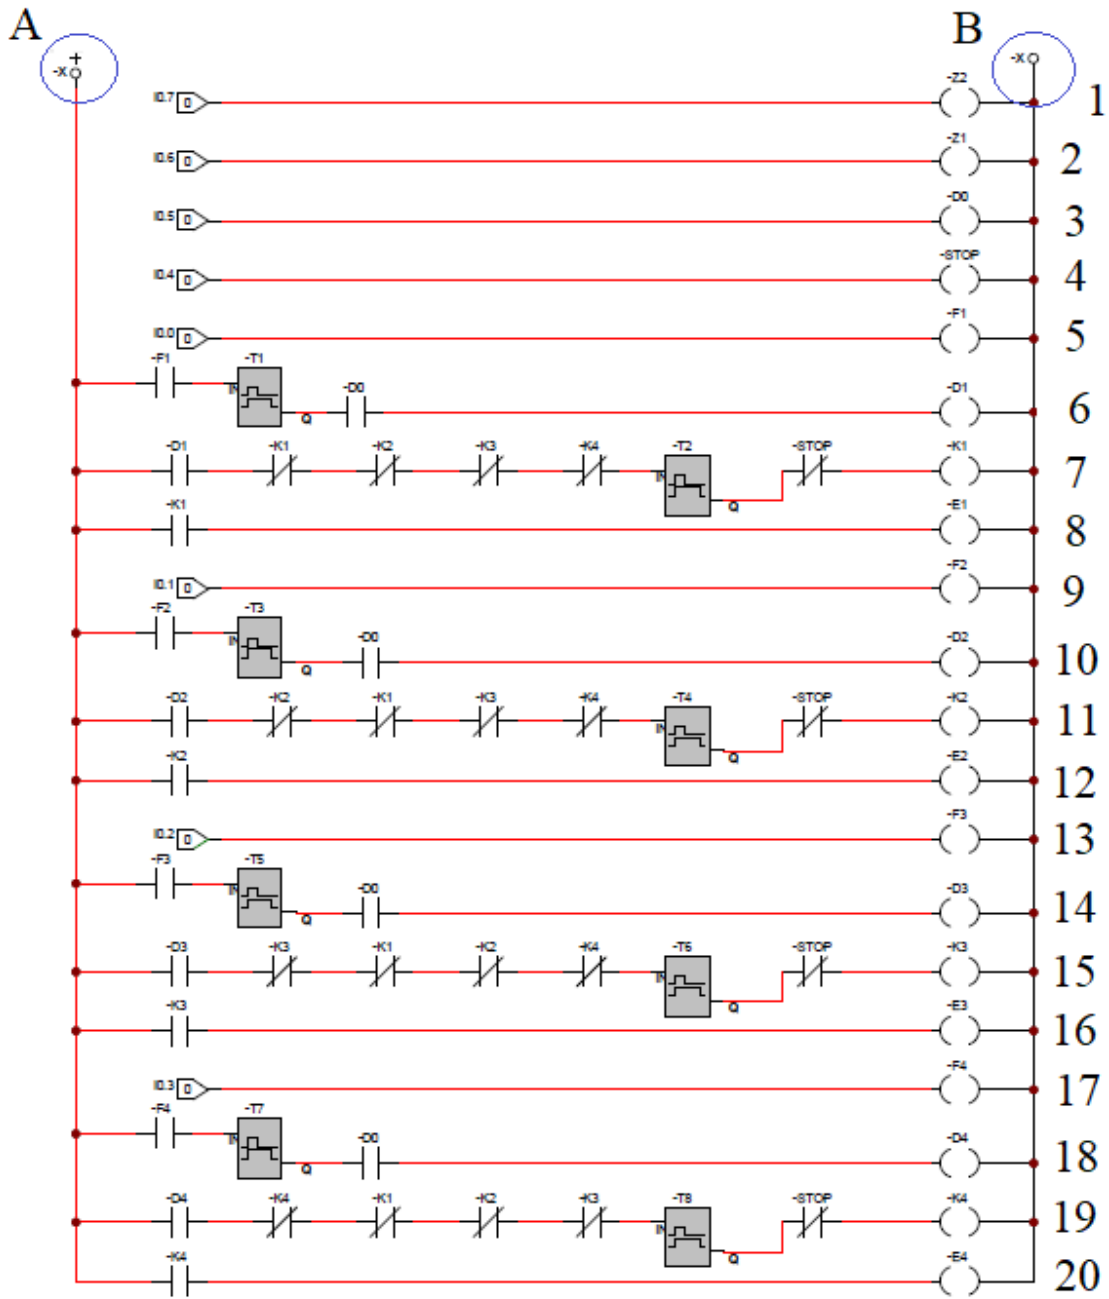 A B
+
-X -X
I0.7 0 -Z2 1
I0.6 0 -Z1 2
I0.5 0 -D0 3
I0.4 0 -STOP 4
I0.0 0 -F1 5
-F1 -T1 -D0 -D1
IN Q 6
-D1 -K1 -K2 -K3 -K4 -T2 -STOP -K1 7
IN Q
-K1 -E1 8
I0.1 0 -F2 9
-F2 -T3 -D0 -D2
IN Q 10
-D2 -K2 -K1 -K3 -K4 -T4 -STOP -K2 11
IN Q
-K2 -E2 12
I0.2 0 -F3 13
-F3 -T5 -D0 -D3
IN Q 14
-D3 -K3 -K1 -K2 -K4 -T6 -STOP -K3 15
IN Q
-K3 -E3 16
I0.3 0 -F4 17
-F4 -T7 -D0 -D4
IN Q 18
-D4 -K4 -K1 -K2 -K3 -T8 -STOP -K4 19
IN Q
-K4 -E4 20